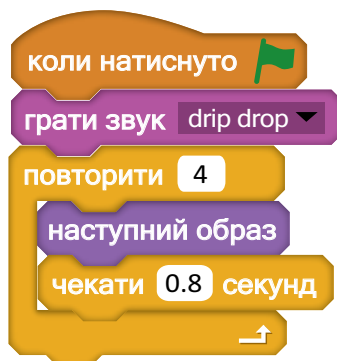 коли натиснуто
грати звук drip drop
повторити 4
наступний образ
чекати 0.8 секунд